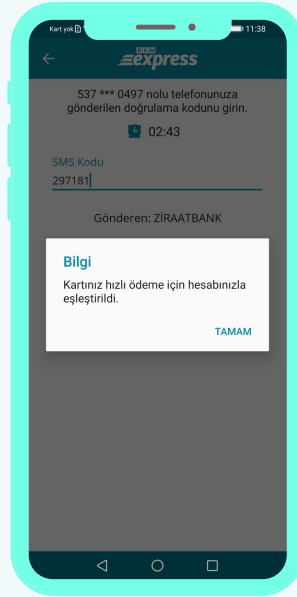 Kart yok
11:38
BKM
express
537 *** 0497 nolu telefonunuza
gönderilen doğrulama kodunu girin.
02:43
SMS Kodu
297181
Gönderen: ZİRAATBANK
Bilgi
Kartınız hızlı ödeme için hesabınızla
eşleştirildi.
TAMAM